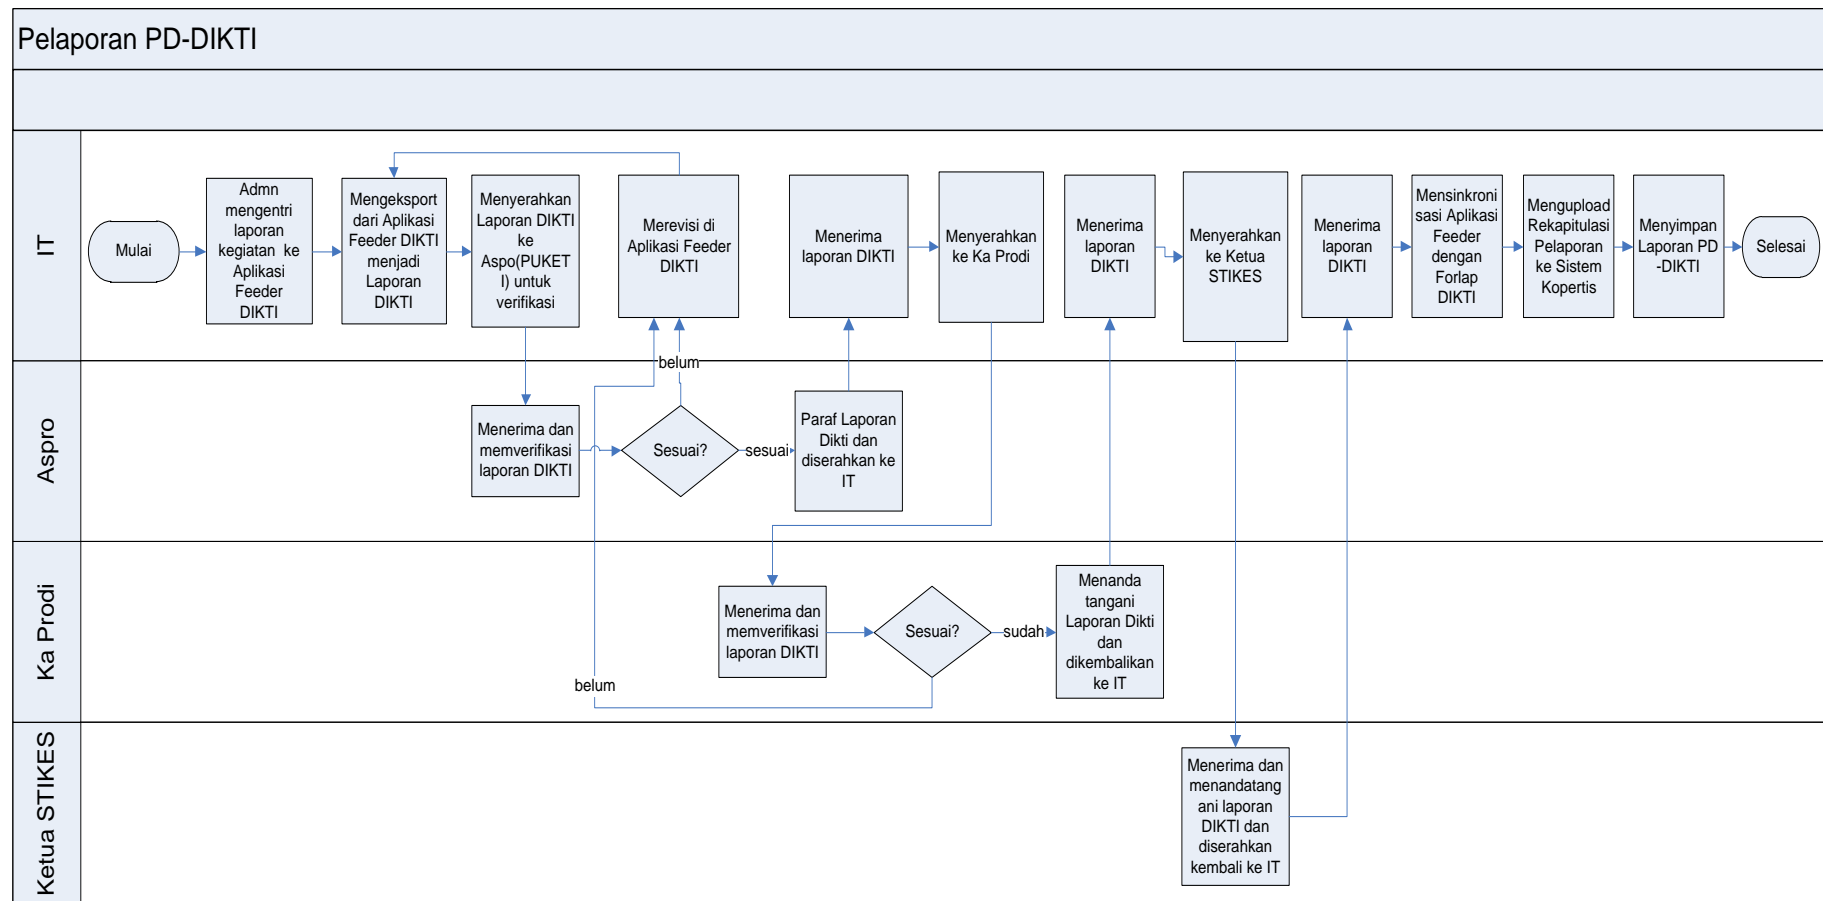 Pelaporan PD-DIKTI
IT
Mulai
Admn
mengentri
laporan
kegiatan ke
Aplikasi
Feeder
DIKTI
Mengeksport
dari Aplikasi
Feeder DIKTI
menjadi
Laporan
DIKTI
Menyerahkan
Laporan DIKTI
ke
Aspo(PUKET
I) untuk
verifikasi
Merevisi di
Aplikasi Feeder
DIKTI
Menerima
laporan DIKTI
Menyerahkan
ke Ka Prodi
Menerima
laporan
DIKTI
Menyerahkan
ke Ketua
STIKES
Menerima
laporan
DIKTI
Mensinkroni
sasi Aplikasi
Feeder
dengan
Forlap
DIKTI
Mengupload
Rekapitulasi
Pelaporan
ke Sistem
Kopertis
Menyimpan
Laporan PD
-DIKTI
Selesai
Aspro
Menerima dan
memverifikasi
laporan DIKTI
Sesuai?
belum
sesuai
Paraf Laporan
Dikti dan
diserahkan ke
IT
Ka Prodi
Menerima dan
memverifikasi
laporan DIKTI
Sesuai?
belum
sudah
Menanda
tangani
Laporan Dikti
dan
dikembalikan
ke IT
Ketua STIKES
Menerima dan
menandatang
ani laporan
DIKTI dan
diserahkan
kembali ke IT